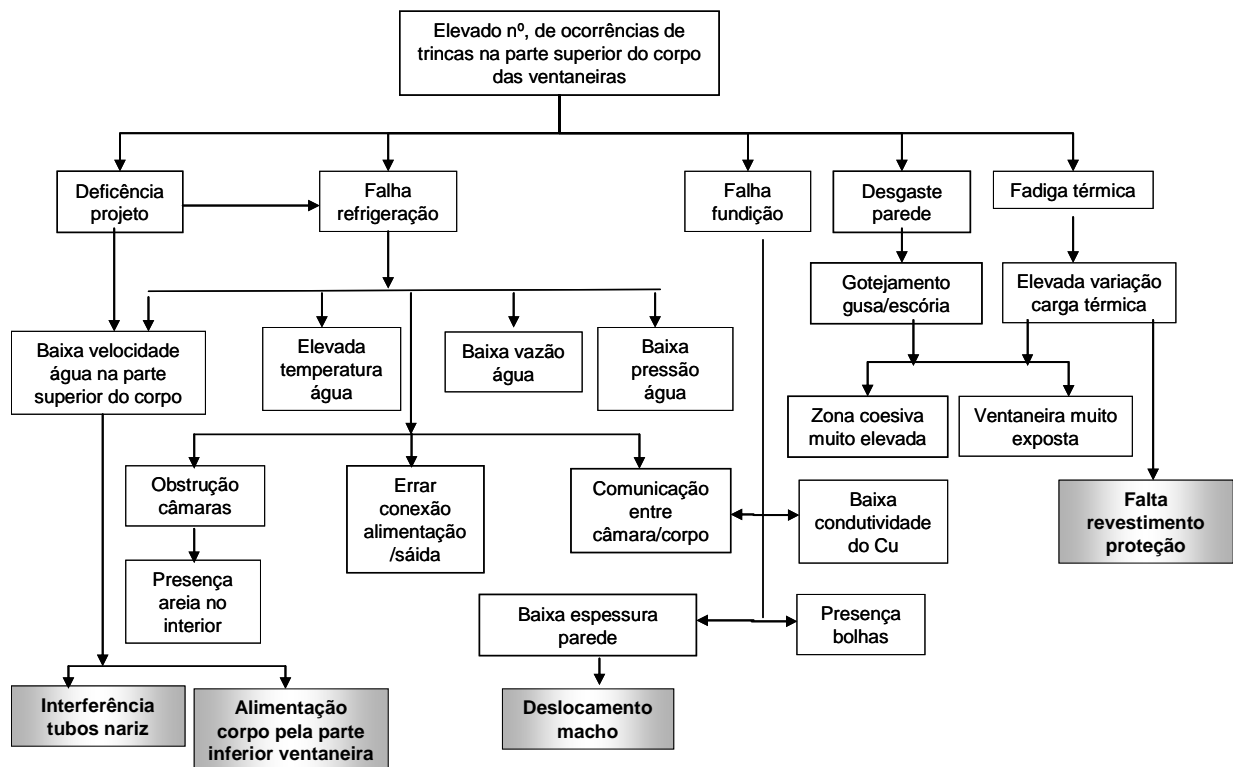 Elevado nº, de ocorrências de
trincas na parte superior do corpo
das ventaneiras
Deficência
projeto
Falha
refrigeração
Falha
fundição
Desgaste
parede
Fadiga térmica
Gotejamento
gusa/escória
Elevada variação
carga térmica
Baixa velocidade
água na parte
superior do corpo
Elevada
temperatura
água
Baixa vazão
água
Baixa
pressão
água
Zona coesiva
muito elevada
Ventaneira muito
exposta
Obstrução
câmaras
Errar
conexão
alimentação
/sáida
Comunicação
entre
câmara/corpo
Baixa
condutividade
do Cu
Falta
revestimento
proteção
Presença
areia no
interior
Baixa espessura
parede
Presença
bolhas
Interferência
tubos nariz
Alimentação
corpo pela parte
inferior ventaneira
Deslocamento
macho